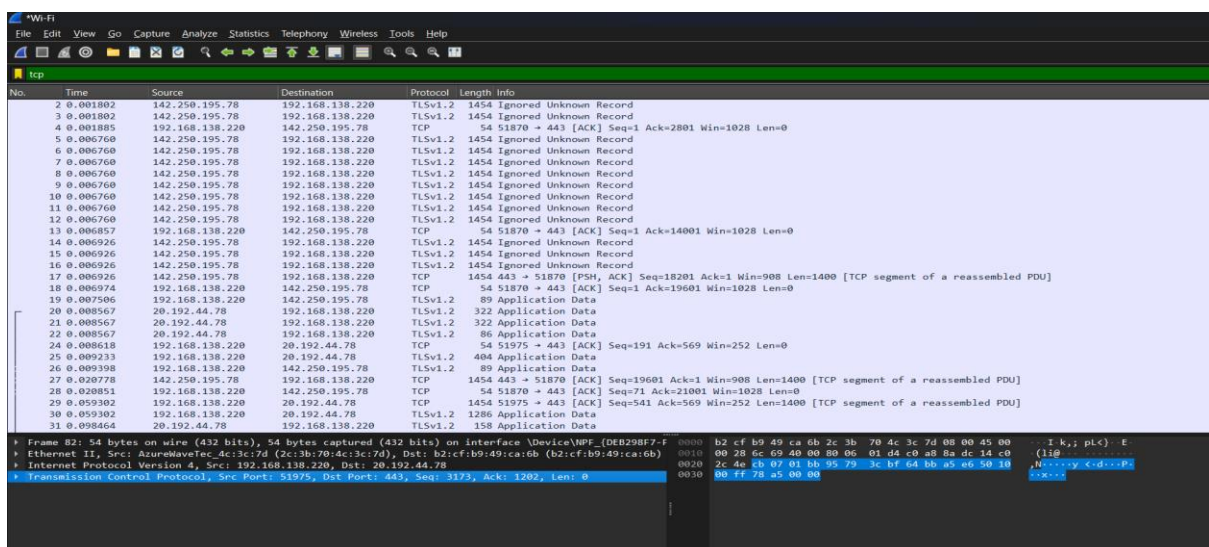 *Wi-Fi
File Edit View Go Capture Analyze Statistics Telephony Wireless Tools Help
tcp
No. Time Source Destination Protocol Length Info
2 0.001802 142.250.195.78 192.168.138.220 TLSv1.2 1454 Ignored Unknown Record
3 0.001802 142.250.195.78 192.168.138.220 TLSv1.2 1454 Ignored Unknown Record
4 0.001885 192.168.138.220 142.250.195.78 TCP 54 51870 → 443 [ACK] Seq=1 Ack=2801 Win=1028 Len=0
5 0.006760 142.250.195.78 192.168.138.220 TLSv1.2 1454 Ignored Unknown Record
6 0.006760 142.250.195.78 192.168.138.220 TLSv1.2 1454 Ignored Unknown Record
7 0.006760 142.250.195.78 192.168.138.220 TLSv1.2 1454 Ignored Unknown Record
8 0.006760 142.250.195.78 192.168.138.220 TLSv1.2 1454 Ignored Unknown Record
9 0.006760 142.250.195.78 192.168.138.220 TLSv1.2 1454 Ignored Unknown Record
10 0.006760 142.250.195.78 192.168.138.220 TLSv1.2 1454 Ignored Unknown Record
11 0.006760 142.250.195.78 192.168.138.220 TLSv1.2 1454 Ignored Unknown Record
12 0.006760 142.250.195.78 192.168.138.220 TLSv1.2 1454 Ignored Unknown Record
13 0.006857 192.168.138.220 142.250.195.78 TCP 54 51870 → 443 [ACK] Seq=1 Ack=14001 Win=1028 Len=0
14 0.006926 142.250.195.78 192.168.138.220 TLSv1.2 1454 Ignored Unknown Record
15 0.006926 142.250.195.78 192.168.138.220 TLSv1.2 1454 Ignored Unknown Record
16 0.006926 142.250.195.78 192.168.138.220 TLSv1.2 1454 Ignored Unknown Record
17 0.006926 142.250.195.78 192.168.138.220 TCP 1454 443 → 51870 [PSH, ACK] Seq=18201 Ack=1 Win=908 Len=1400 [TCP segment of a reassembled PDU]
18 0.006974 192.168.138.220 142.250.195.78 TCP 54 51870 → 443 [ACK] Seq=1 Ack=19601 Win=1028 Len=0
19 0.007506 192.168.138.220 142.250.195.78 TLSv1.2 89 Application Data
20 0.008567 20.192.44.78 192.168.138.220 TLSv1.2 322 Application Data
21 0.008567 20.192.44.78 192.168.138.220 TLSv1.2 322 Application Data
22 0.008567 20.192.44.78 192.168.138.220 TLSv1.2 86 Application Data
24 0.008618 192.168.138.220 20.192.44.78 TCP 54 51975 → 443 [ACK] Seq=191 Ack=569 Win=252 Len=0
25 0.009233 192.168.138.220 20.192.44.78 TLSv1.2 404 Application Data
26 0.009398 192.168.138.220 142.250.195.78 TLSv1.2 89 Application Data
27 0.020778 142.250.195.78 192.168.138.220 TCP 1454 443 → 51870 [ACK] Seq=19601 Ack=1 Win=908 Len=1400 [TCP segment of a reassembled PDU]
28 0.020851 192.168.138.220 142.250.195.78 TCP 54 51870 → 443 [ACK] Seq=71 Ack=21001 Win=1028 Len=0
29 0.059302 192.168.138.220 20.192.44.78 TCP 1454 51975 → 443 [ACK] Seq=541 Ack=569 Win=252 Len=1400 [TCP segment of a reassembled PDU]
30 0.059302 192.168.138.220 20.192.44.78 TLSv1.2 1286 Application Data
31 0.098464 20.192.44.78 192.168.138.220 TLSv1.2 158 Application Data
Frame 82: 54 bytes on wire (432 bits), 54 bytes captured (432 bits) on interface \Device\NPF_{DEB298F7-F
Ethernet II, Src: AzureWaveTec_4c:3c:7d (2c:3b:70:4c:3c:7d), Dst: b2:cf:b9:49:ca:6b (b2:cf:b9:49:ca:6b)
Internet Protocol Version 4, Src: 192.168.138.220, Dst: 20.192.44.78
Transmission Control Protocol, Src Port: 51975, Dst Port: 443, Seq: 3173, Ack: 1202, Len: 0
0000 b2 cf b9 49 ca 6b 2c 3b 70 4c 3c 7d 08 00 45 00 ···I·k,; pL<}··E·
0010 00 28 6c 69 40 00 80 06 01 d4 c0 a8 8a dc 14 c0 ·(li@··· ········
0020 2c 4e cb 07 01 bb 95 79 3c bf 64 bb a5 e6 50 10 ,N·····y <·d···P·
0030 00 ff 78 a5 00 00 ··x···